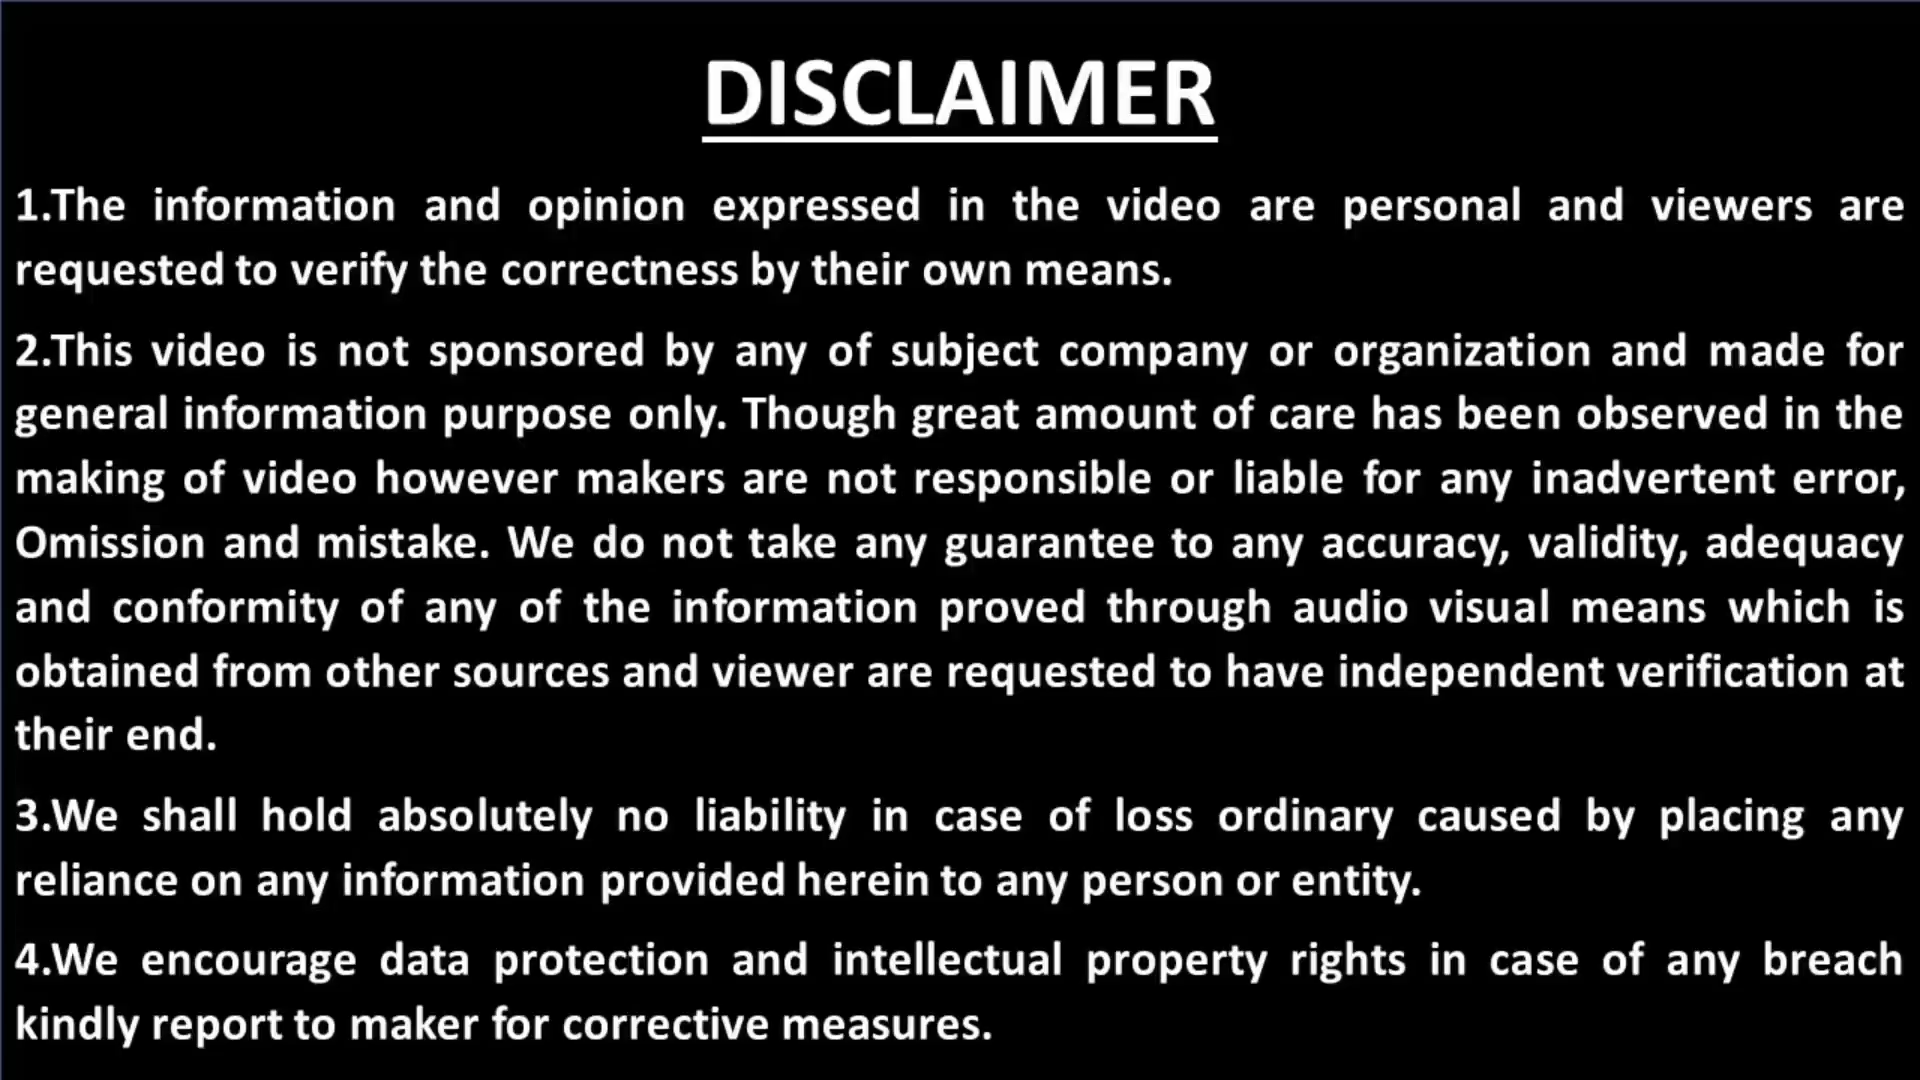 DISCLAIMER
1.The information and opinion expressed in the video are personal and viewers are
requested to verify the correctness by their own means.
2.This video is not sponsored by any of subject company or organization and made for
general information purpose only. Though great amount of care has been observed in the
making of video however makers are not responsible or liable for any inadvertent error,
Omission and mistake. We do not take any guarantee to any accuracy, validity, adequacy
and conformity of any of the information proved through audio visual means which is
obtained from other sources and viewer are requested to have independent verification at
their end.
3.We shall hold absolutely no liability in case of loss ordinary caused by placing any
reliance on any information provided herein to any person or entity.
4.We encourage data protection and intellectual property rights in case of any breach
kindly report to maker for corrective measures.